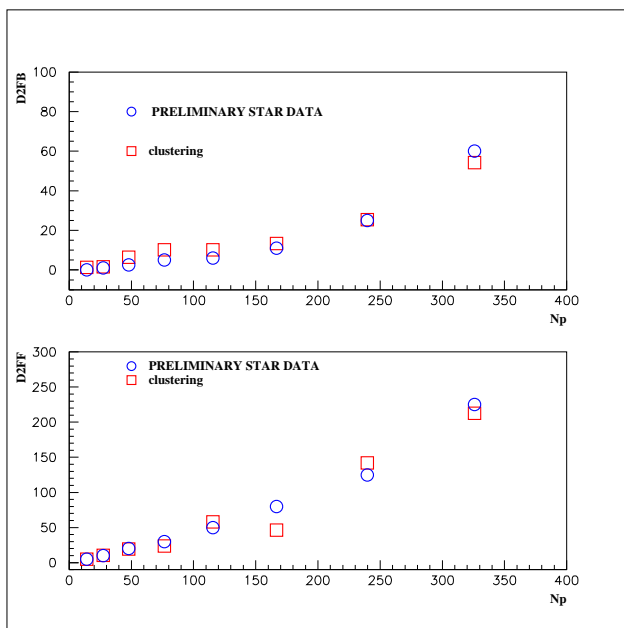 D2FB
100
80
60
40
20
0
PRELIMINARY STAR DATA
clustering
0 50 100 150 200 250 300 350 400
Np
D2FF
300
250
200
150
100
50
0
PRELIMINARY STAR DATA
clustering
0 50 100 150 200 250 300 350 400
Np